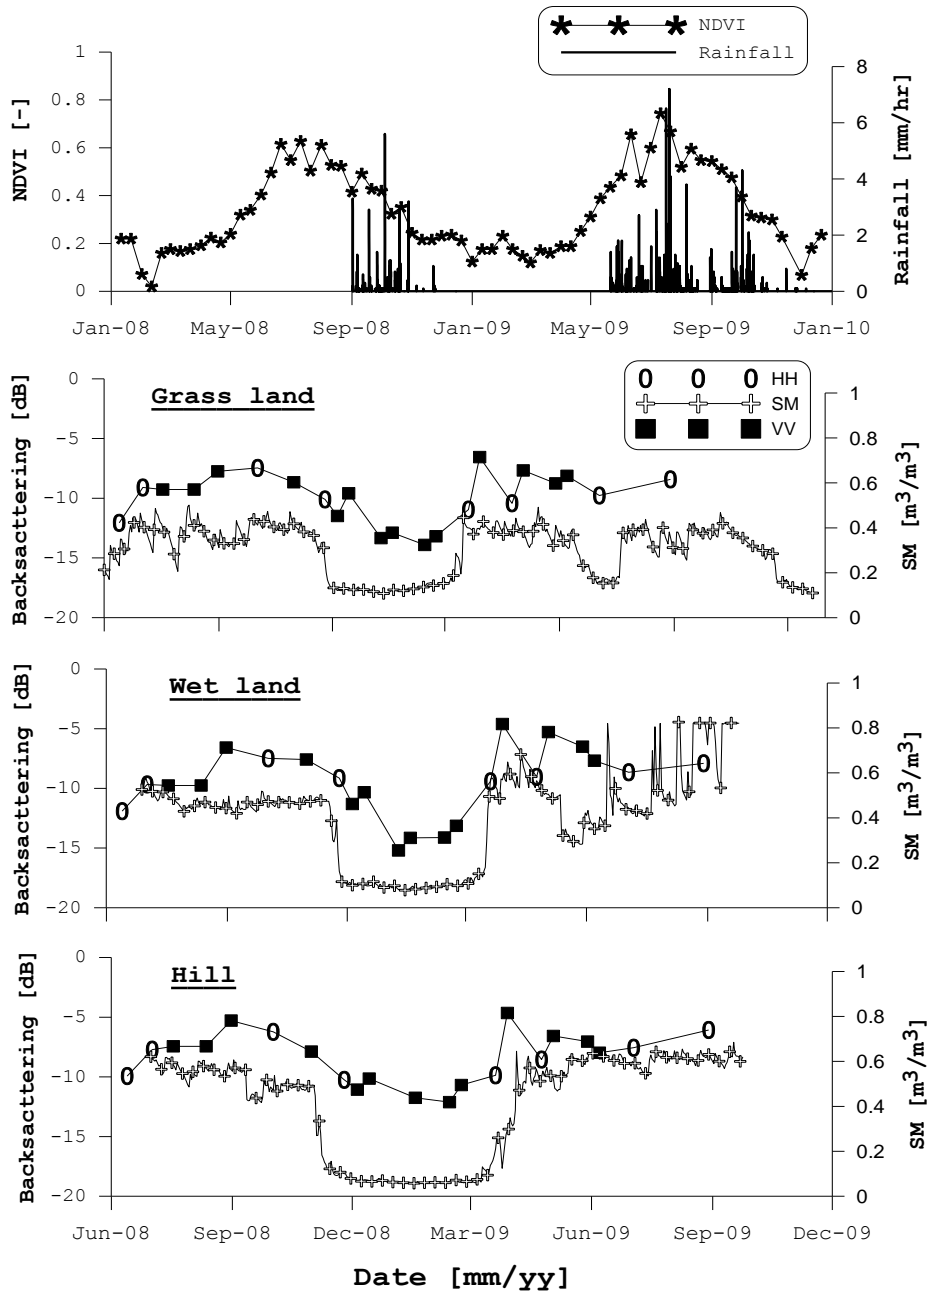 NDVI
Rainfall
NDVI [-]
1
0.8
0.6
0.4
0.2
0
8
6
4
2
0
Rainfall [mm/hr]
Jan-08 May-08 Sep-08 Jan-09 May-09 Sep-09 Jan-10
Grass land
HH
SM
VV
Backsacttering [dB]
0
-5
-10
-15
-20
1
0.8
0.6
0.4
0.2
0
SM [m3/m3]
Wet land
Backsacttering [dB]
0
-5
-10
-15
-20
1
0.8
0.6
0.4
0.2
0
SM [m3/m3]
Hill
Backsacttering [dB]
0
-5
-10
-15
-20
1
0.8
0.6
0.4
0.2
0
SM [m3/m3]
Jun-08 Sep-08 Dec-08 Mar-09 Jun-09 Sep-09 Dec-09
Date [mm/yy]